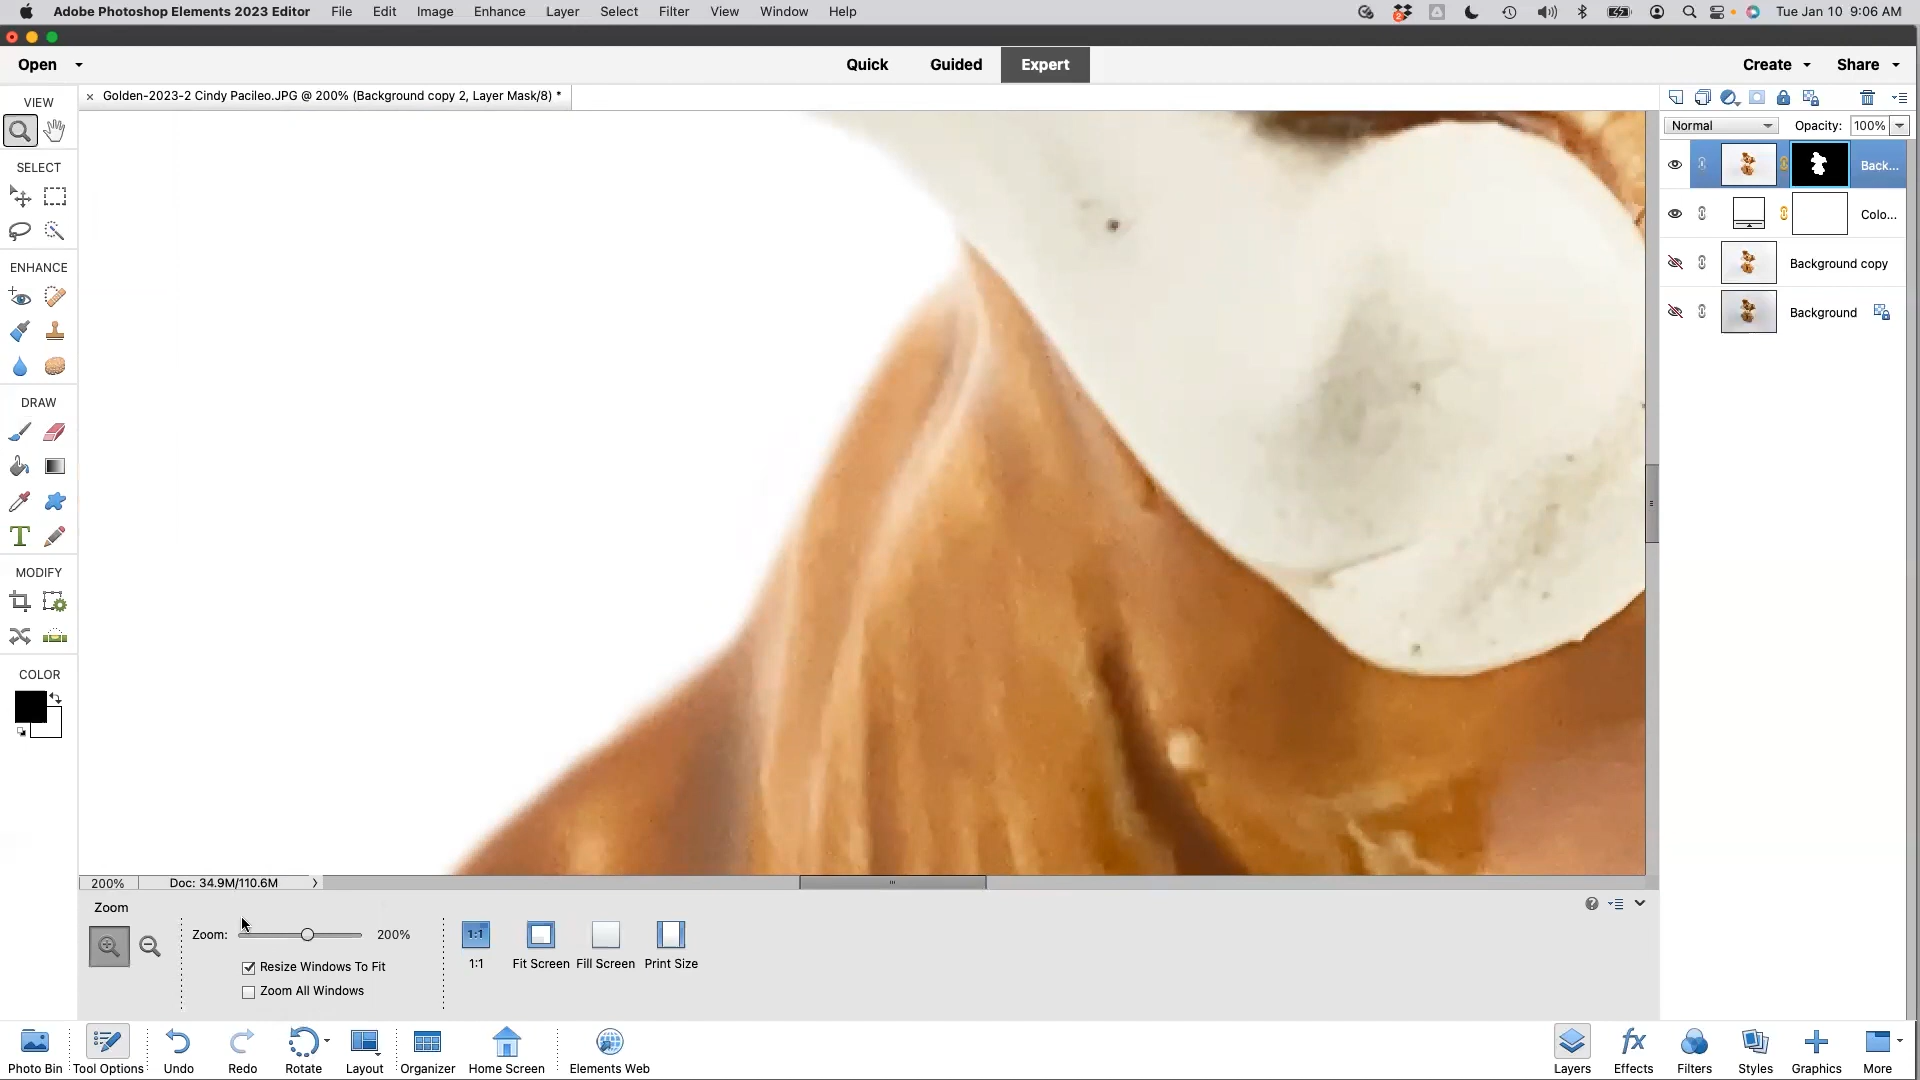 Adobe Photoshop Elements 2023 Editor File Edit Image Enhance Layer Select Filter View Window Help
2
Tue Jan 10 9:06 AM
Open
Quick Guided Expert
Create Share
VIEW
× Golden-2023-2 Cindy Pacileo.JPG @ 200% (Background copy 2, Layer Mask/8) *
Normal Opacity: 100%
SELECT
Back...
Colo...
Background copy
Background
ENHANCE
DRAW
T
MODIFY
COLOR
200% Doc: 34.9M/110.6M
Zoom
Zoom: 200%
Resize Windows To Fit
Zoom All Windows
1:1
1:1 Fit Screen Fill Screen Print Size
Photo Bin Tool Options Undo Redo Rotate Layout Organizer Home Screen Elements Web
fx
Layers Effects Filters Styles Graphics More